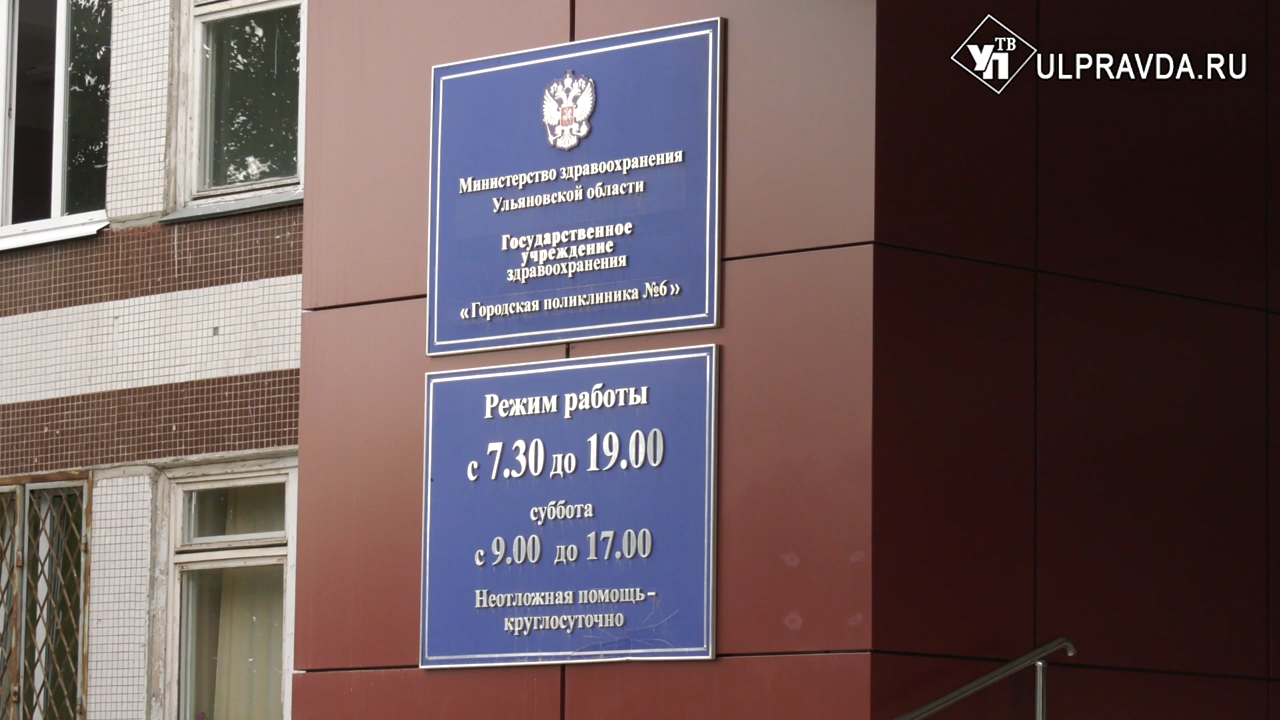 УП ТВ ULPRAVDA.RU
Министерство здравоохранения
Ульяновской области
Государственное
учреждение
здравоохранения
«Городская поликлиника №6»
Режим работы
с 7.30 до 19.00
суббота
с 9.00 до 17.00
Неотложная помощь-
круглосуточно